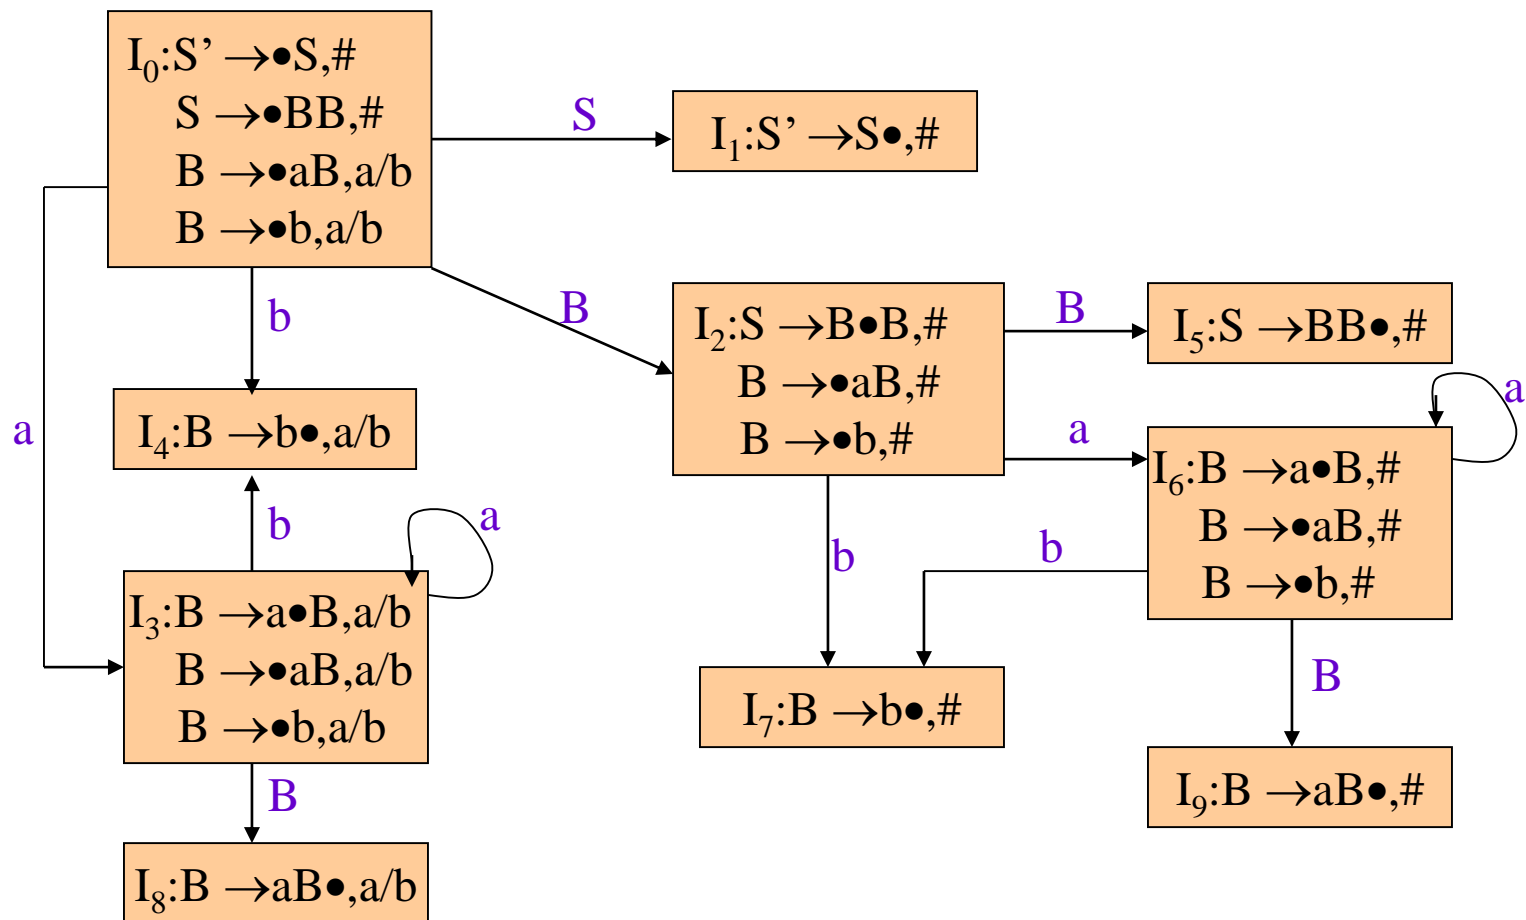 I₀:S’ →●S,#
S →●BB,#
B →●aB,a/b
B →●b,a/b
S
I₁:S’ →S●,#
b
B
I₂:S →B●B,#
B →●aB,#
B →●b,#
B
I₅:S →BB●,#
a
I₄:B →b●,a/b
a
a
I₆:B →a●B,#
B →●aB,#
B →●b,#
b
a
I₃:B →a●B,a/b
B →●aB,a/b
B →●b,a/b
b
b
I₇:B →b●,#
B
B
I₉:B →aB●,#
I₈:B →aB●,a/b